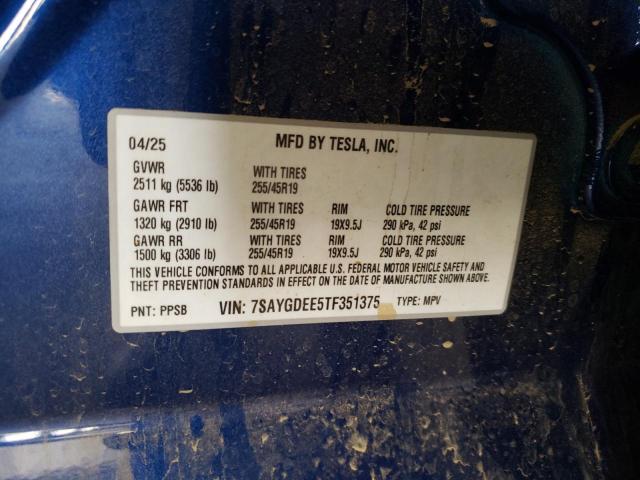 04/25 MFD BY TESLA, INC.
GVWR WITH TIRES
2511 kg (5536 lb) 255/45R19
GAWR FRT WITH TIRES RIM COLD TIRE PRESSURE
1320 kg (2910 lb) 255/45R19 19X9.5J 290 kPa, 42 psi
GAWR RR WITH TIRES RIM COLD TIRE PRESSURE
1500 kg (3306 lb) 255/45R19 19X9.5J 290 kPa, 42 psi
THIS VEHICLE CONFORMS TO ALL APPLICABLE U.S. FEDERAL MOTOR VEHICLE SAFETY AND
THEFT PREVENTION STANDARDS IN EFFECT ON THE DATE OF MANUFACTURE SHOWN ABOVE.
PNT: PPSB VIN: 7SAYGDEE5TF351375 TYPE: MPV